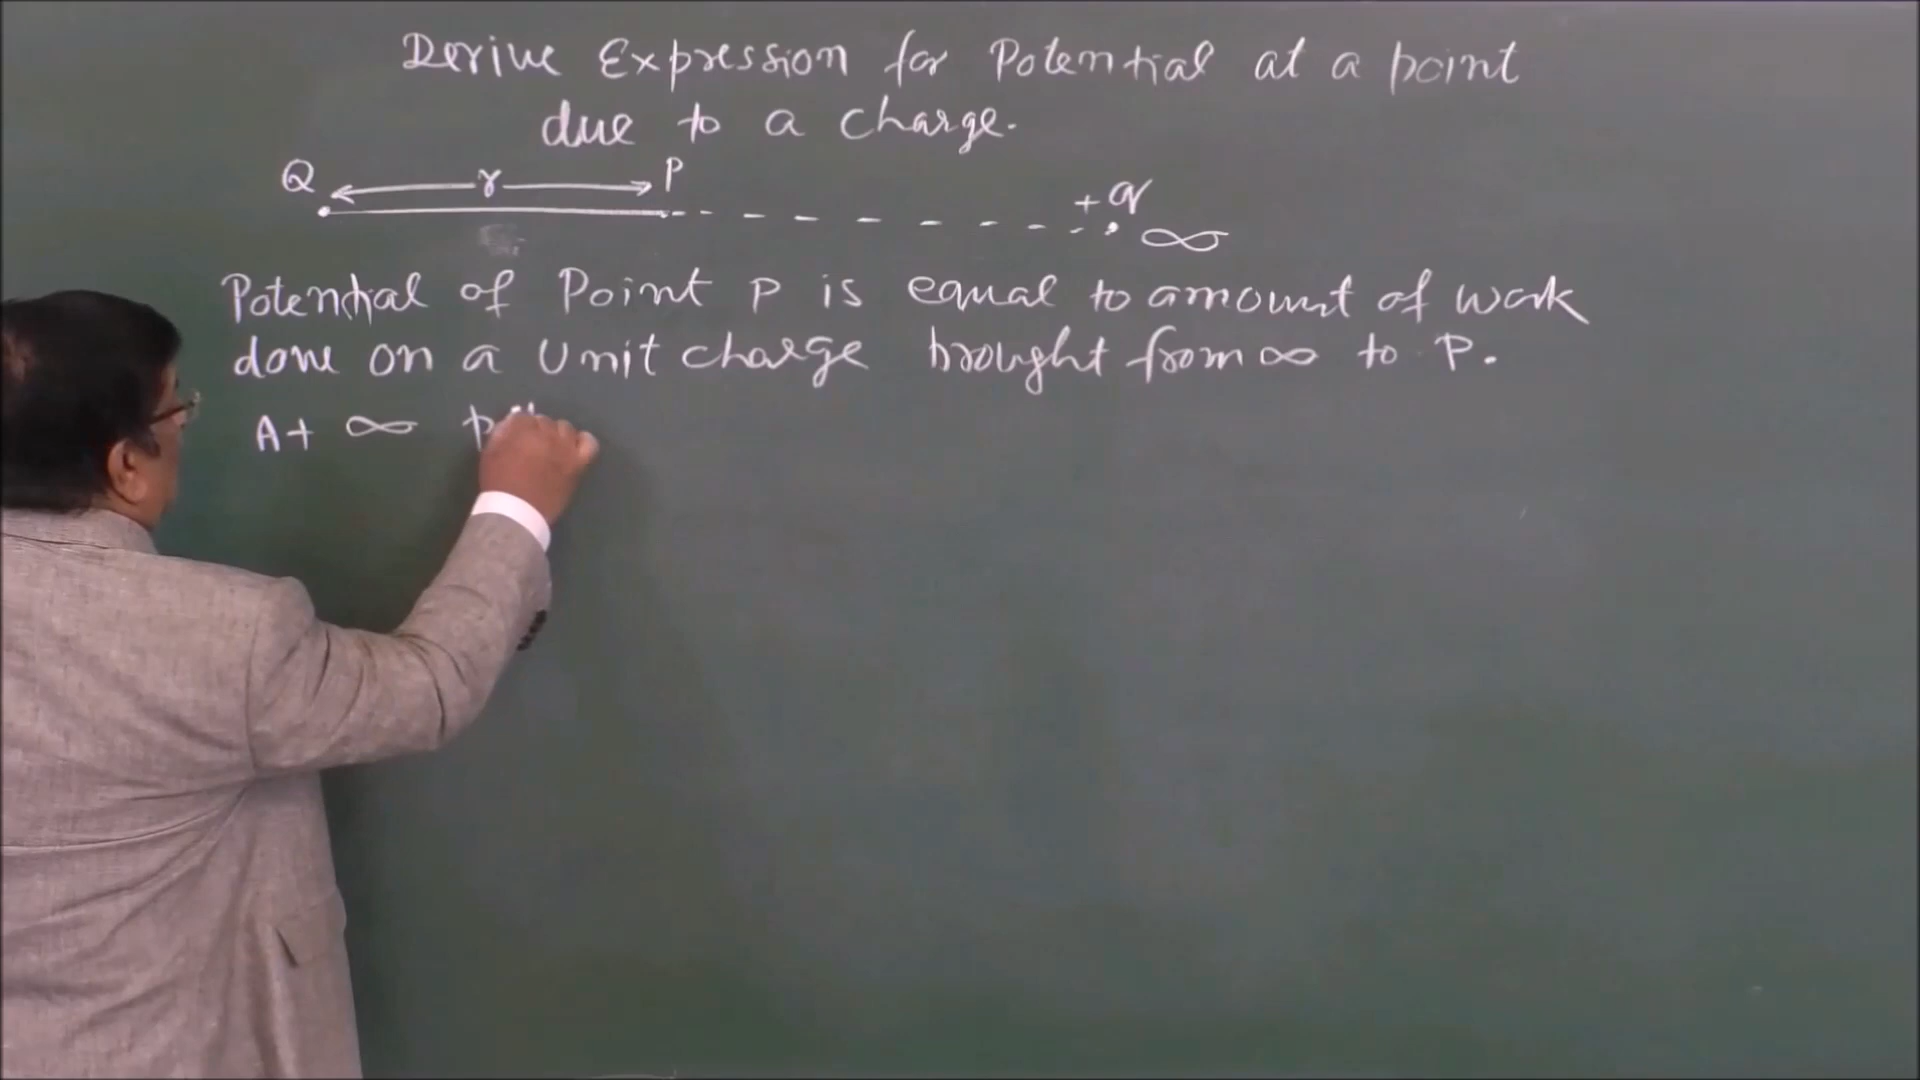 Derive Expression for Potential at a point
due to a charge.
Q r P
+q
∞
Potential of Point P is equal to amount of work
done on a unit charge brought from ∞ to P.
At ∞